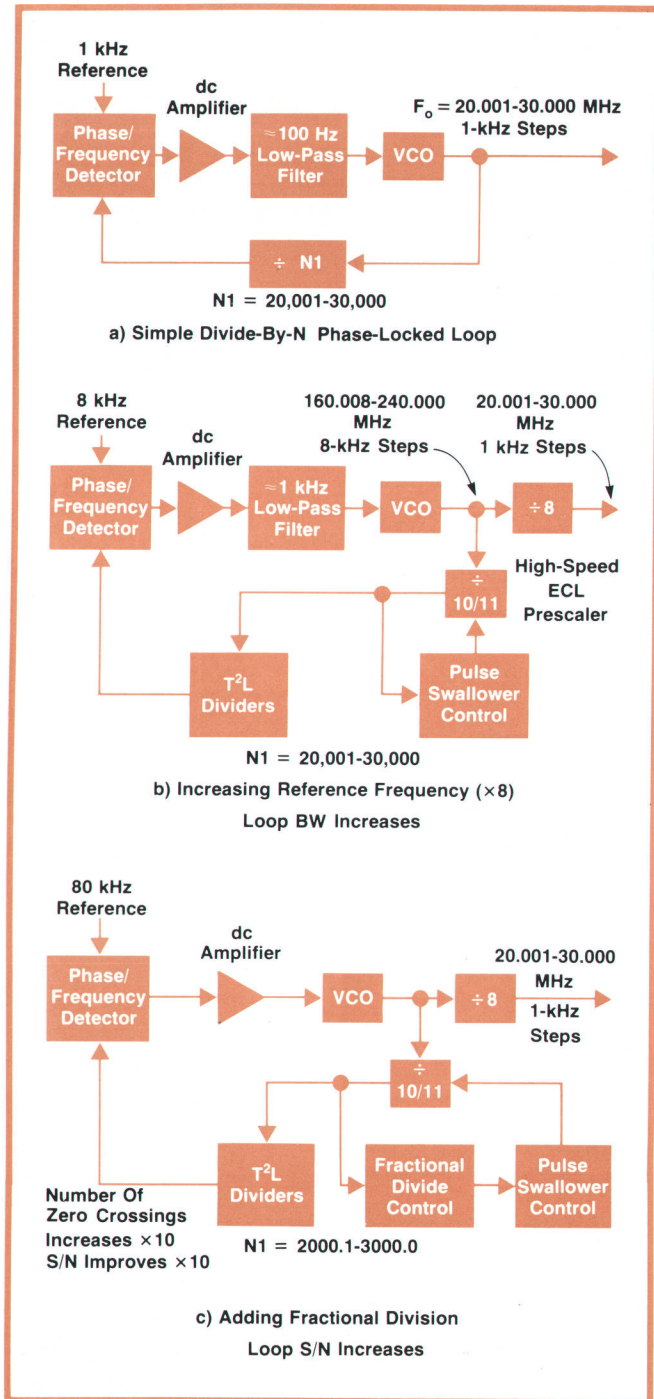 1 kHz
Reference
dc
Amplifier
Phase/
Frequency
Detector
≈100 Hz
Low-Pass
Filter
VCO
Fo = 20.001-30.000 MHz
1-kHz Steps
÷ N1
N1 = 20,001-30,000
a) Simple Divide-By-N Phase-Locked Loop
8 kHz
Reference
dc
Amplifier
160.008-240.000
MHz
8-kHz Steps
20.001-30.000
MHz
1 kHz Steps
Phase/
Frequency
Detector
≈1 kHz
Low-Pass
Filter
VCO
÷8
÷
10/11
High-Speed
ECL
Prescaler
T²L
Dividers
Pulse
Swallower
Control
N1 = 20,001-30,000
b) Increasing Reference Frequency (×8)
Loop BW Increases
80 kHz
Reference
dc
Amplifier
Phase/
Frequency
Detector
VCO
÷8
20.001-30.000
MHz
1-kHz
Steps
÷
10/11
T²L
Dividers
Fractional
Divide
Control
Pulse
Swallower
Control
Number Of
Zero Crossings
Increases ×10
S/N Improves ×10
N1 = 2000.1-3000.0
c) Adding Fractional Division
Loop S/N Increases